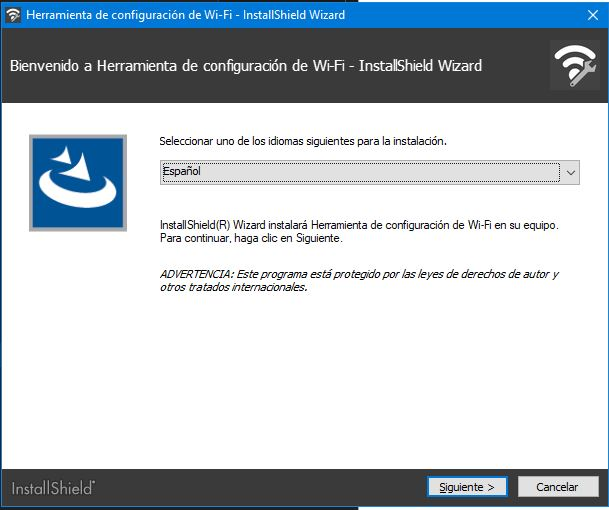 Herramienta de configuración de Wi-Fi - InstallShield Wizard
Bienvenido a Herramienta de configuración de Wi-Fi - InstallShield Wizard
Seleccionar uno de los idiomas siguientes para la instalación.
Español
InstallShield(R) Wizard instalará Herramienta de configuración de Wi-Fi en su equipo.
Para continuar, haga clic en Siguiente.
ADVERTENCIA: Este programa está protegido por las leyes de derechos de autor y
otros tratados internacionales.
InstallShield
Siguiente >
Cancelar